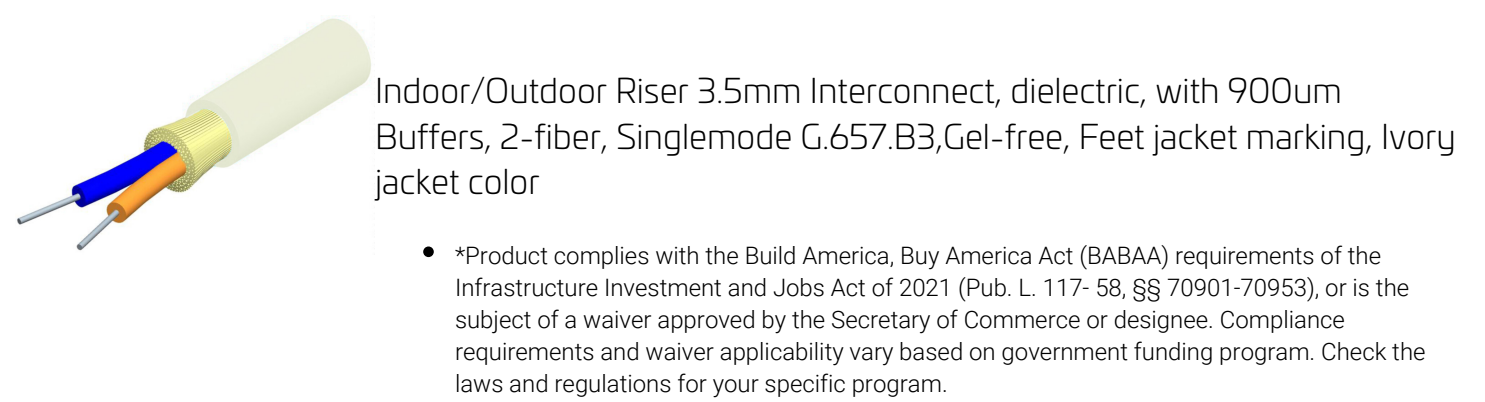 Indoor/Outdoor Riser 3.5mm Interconnect, dielectric, with 900um
Buffers, 2-fiber, Singlemode G.657.B3,Gel-free, Feet jacket marking, Ivory
jacket color
• *Product complies with the Build America, Buy America Act (BABAA) requirements of the
Infrastructure Investment and Jobs Act of 2021 (Pub. L. 117- 58, §§ 70901-70953), or is the
subject of a waiver approved by the Secretary of Commerce or designee. Compliance
requirements and waiver applicability vary based on government funding program. Check the
laws and regulations for your specific program.